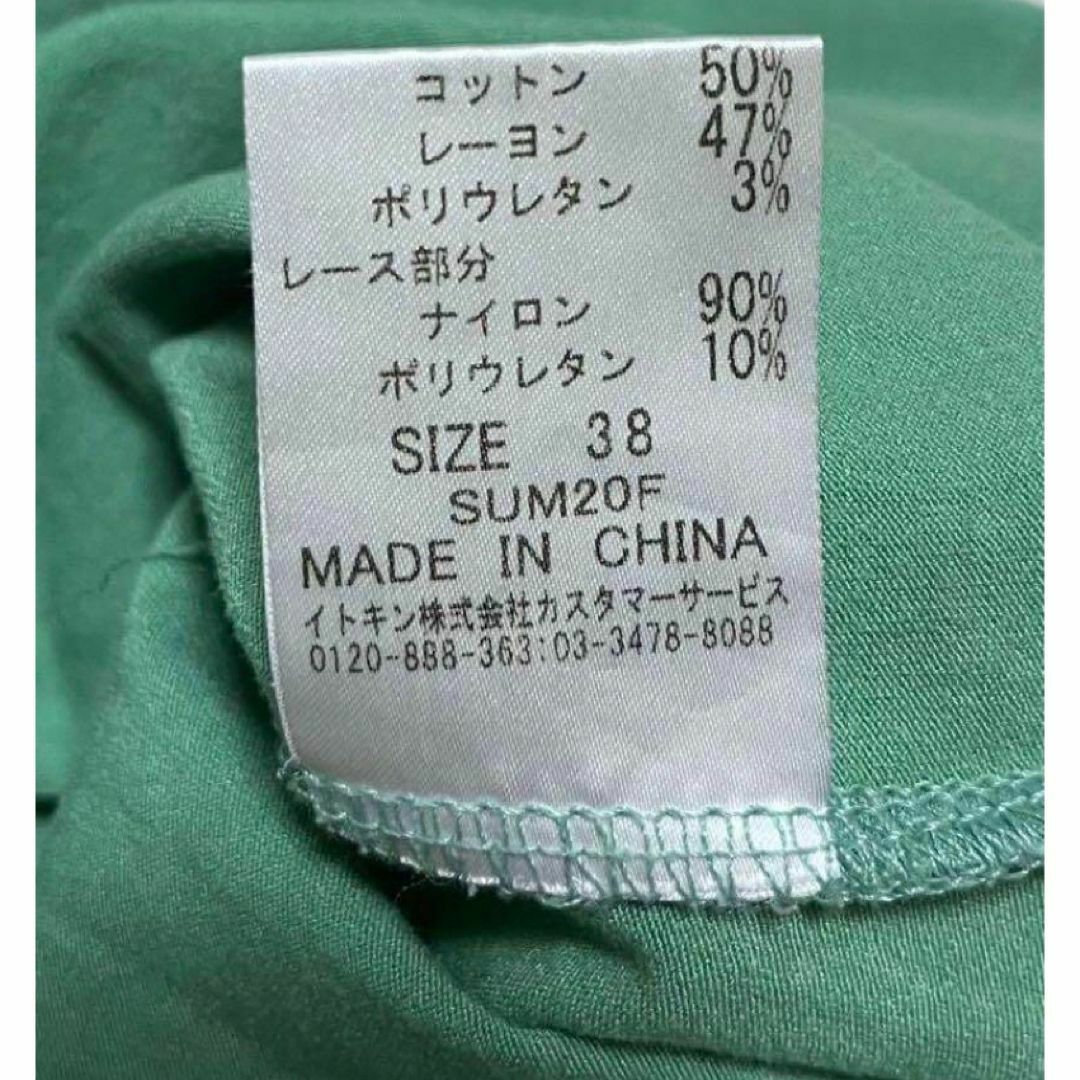 コットン 50%
レーヨン 47%
ポリウレタン 3%
レース部分
ナイロン 90%
ポリウレタン 10%
SIZE 38
SUM20F
MADE IN CHINA
イトキン株式会社カスタマーサービス
0120-888-363:03-3478-8088